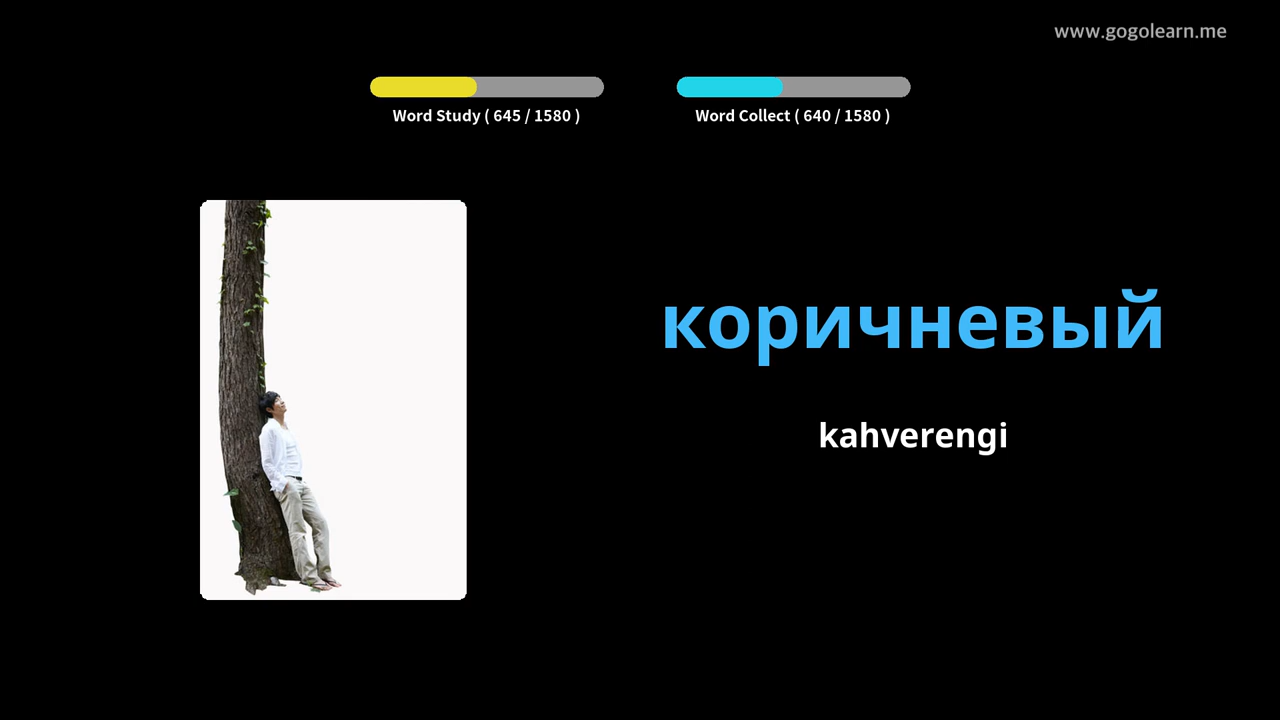 www.gogolearn.me
Word Study ( 645 / 1580 )
Word Collect ( 640 / 1580 )
коричневый
kahverengi